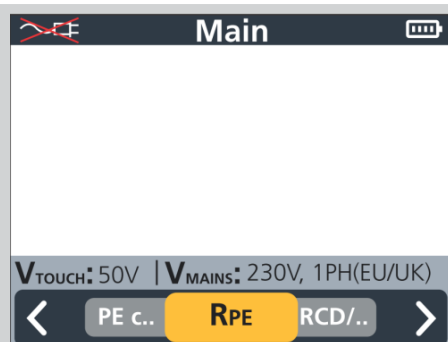 Main
VTOUCH: 50V | VMAINS: 230V, 1PH(EU/UK)
PE c.. RPE RCD/..